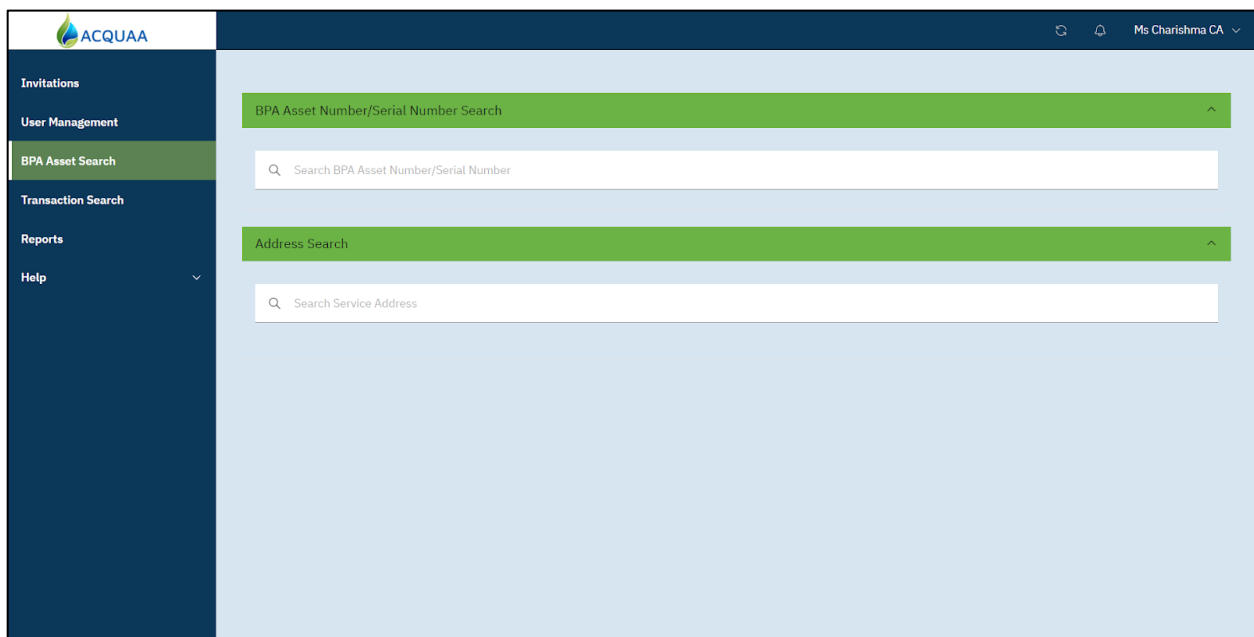 ACQUAA
Ms Charishma CA
Invitations
User Management
BPA Asset Search
Transaction Search
Reports
Help
BPA Asset Number/Serial Number Search
Search BPA Asset Number/Serial Number
Address Search
Search Service Address